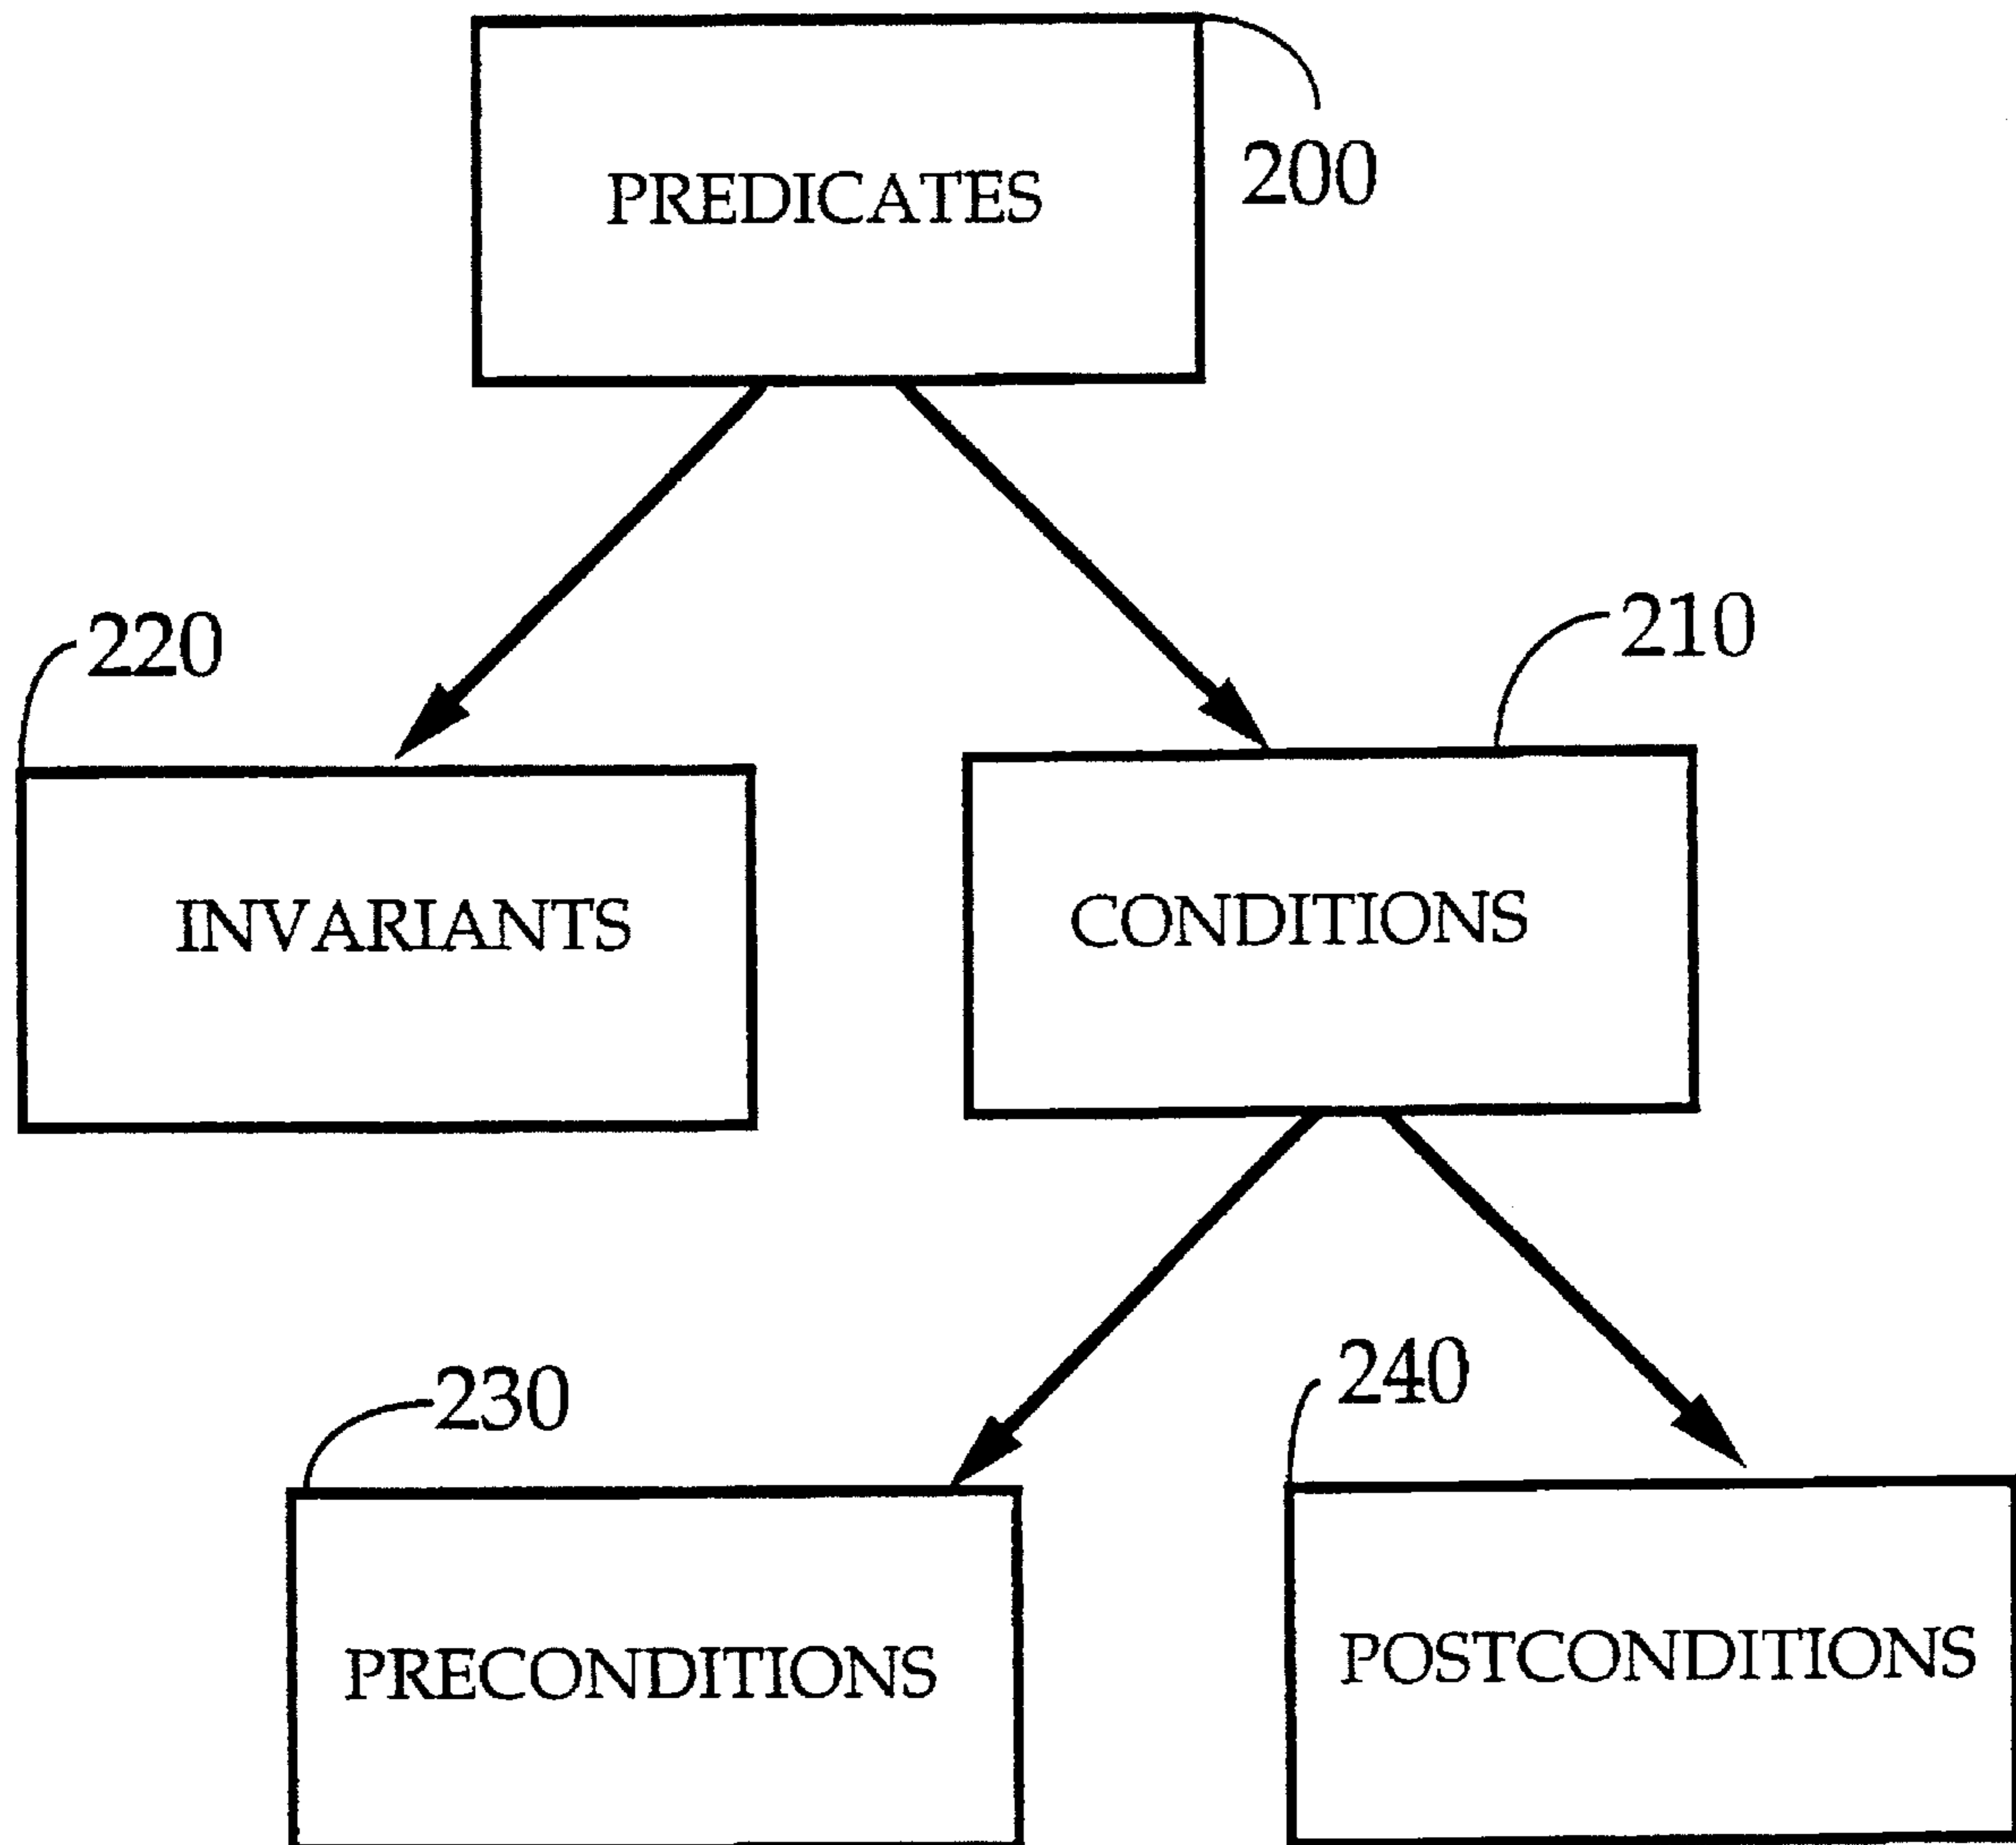 PREDICATES
200
220
210
INVARIANTS
CONDITIONS
230
240
PRECONDITIONS
POSTCONDITIONS